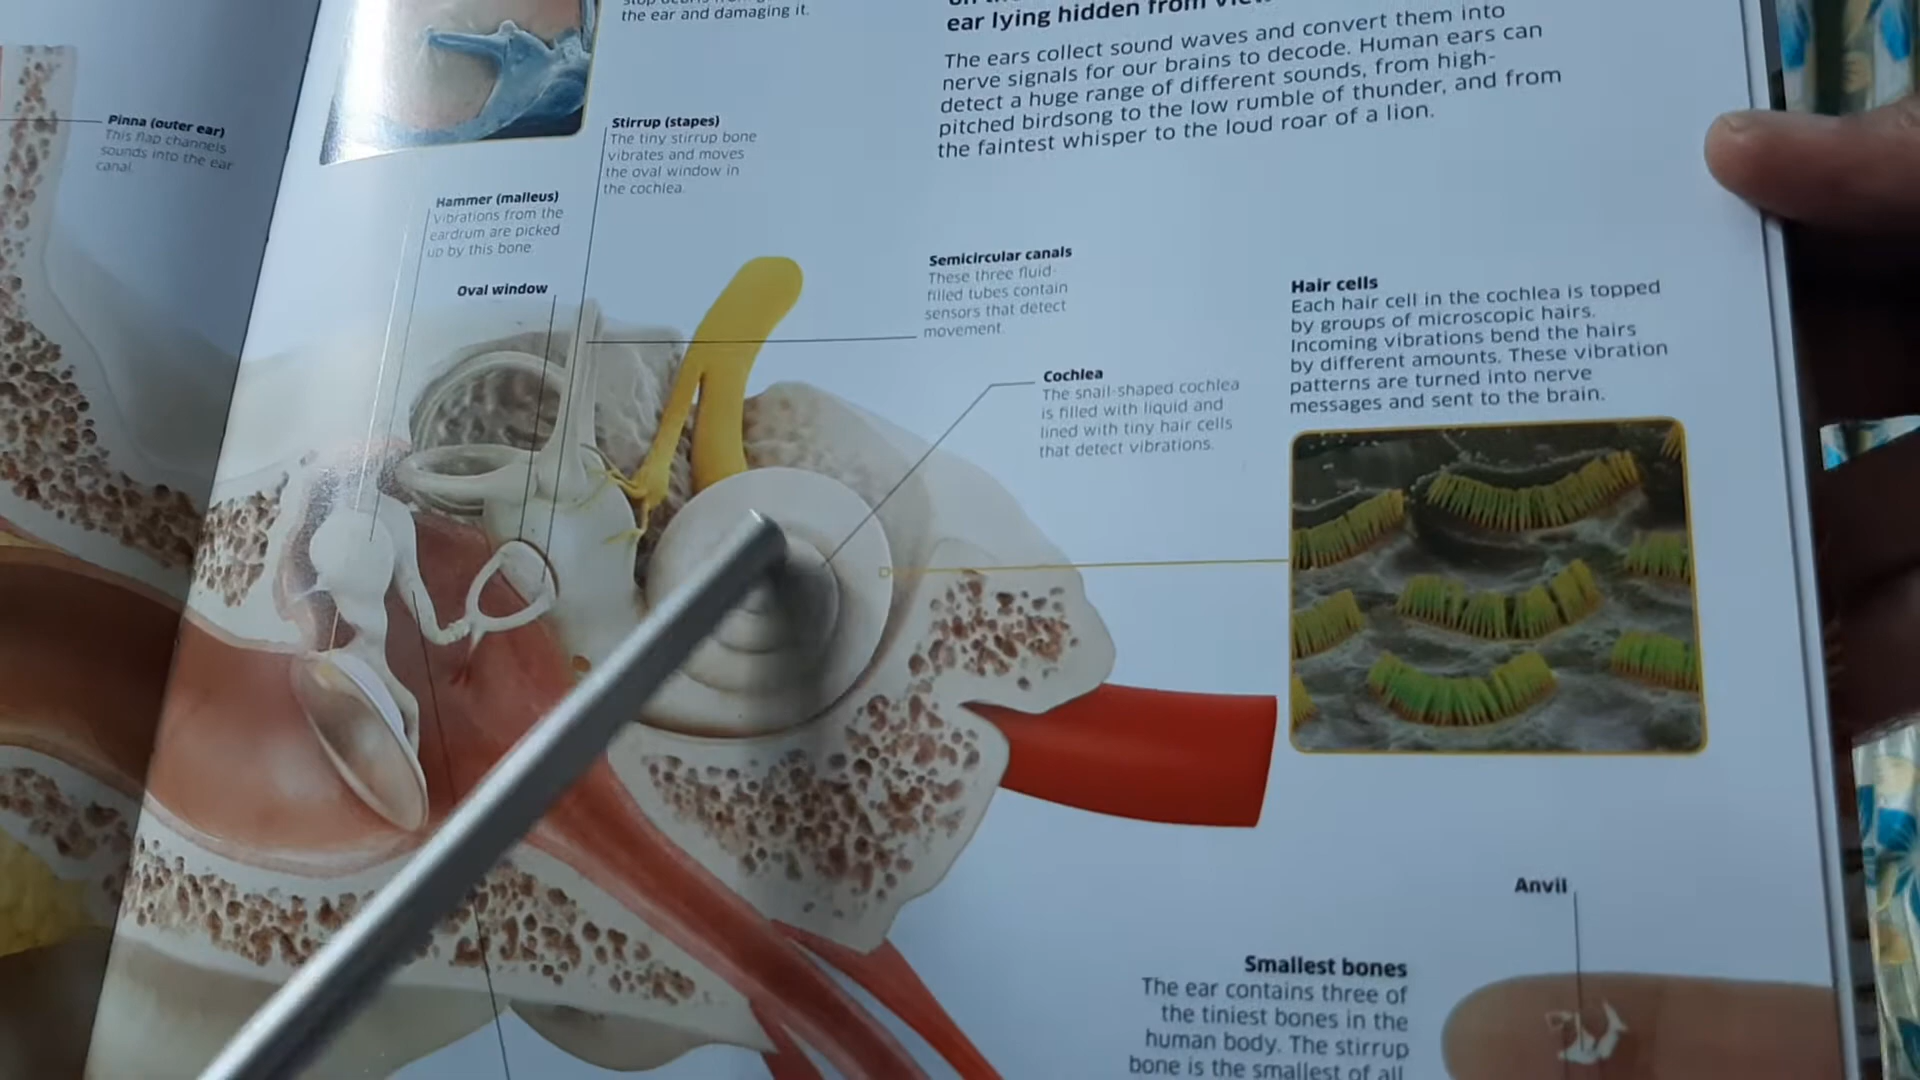 the ear and damaging it.
ear lying hidden from
The ears collect sound waves and convert them into
nerve signals for our brains to decode. Human ears can
detect a huge range of different sounds, from high-
pitched birdsong to the low rumble of thunder, and from
the faintest whisper to the loud roar of a lion.
Pinna (outer ear)
This flap channels
sounds into the ear
canal.
Stirrup (stapes)
The tiny stirrup bone
vibrates and moves
the oval window in
the cochlea.
Hammer (malleus)
Vibrations from the
eardrum are picked
up by this bone.
Oval window
Semicircular canals
These three fluid-
filled tubes contain
sensors that detect
movement.
Cochlea
The snail-shaped cochlea
is filled with liquid and
lined with tiny hair cells
that detect vibrations.
Hair cells
Each hair cell in the cochlea is topped
by groups of microscopic hairs.
Incoming vibrations bend the hairs
by different amounts. These vibration
patterns are turned into nerve
messages and sent to the brain.
Anvil
Smallest bones
The ear contains three of
the tiniest bones in the
human body. The stirrup
bone is the smallest of all,